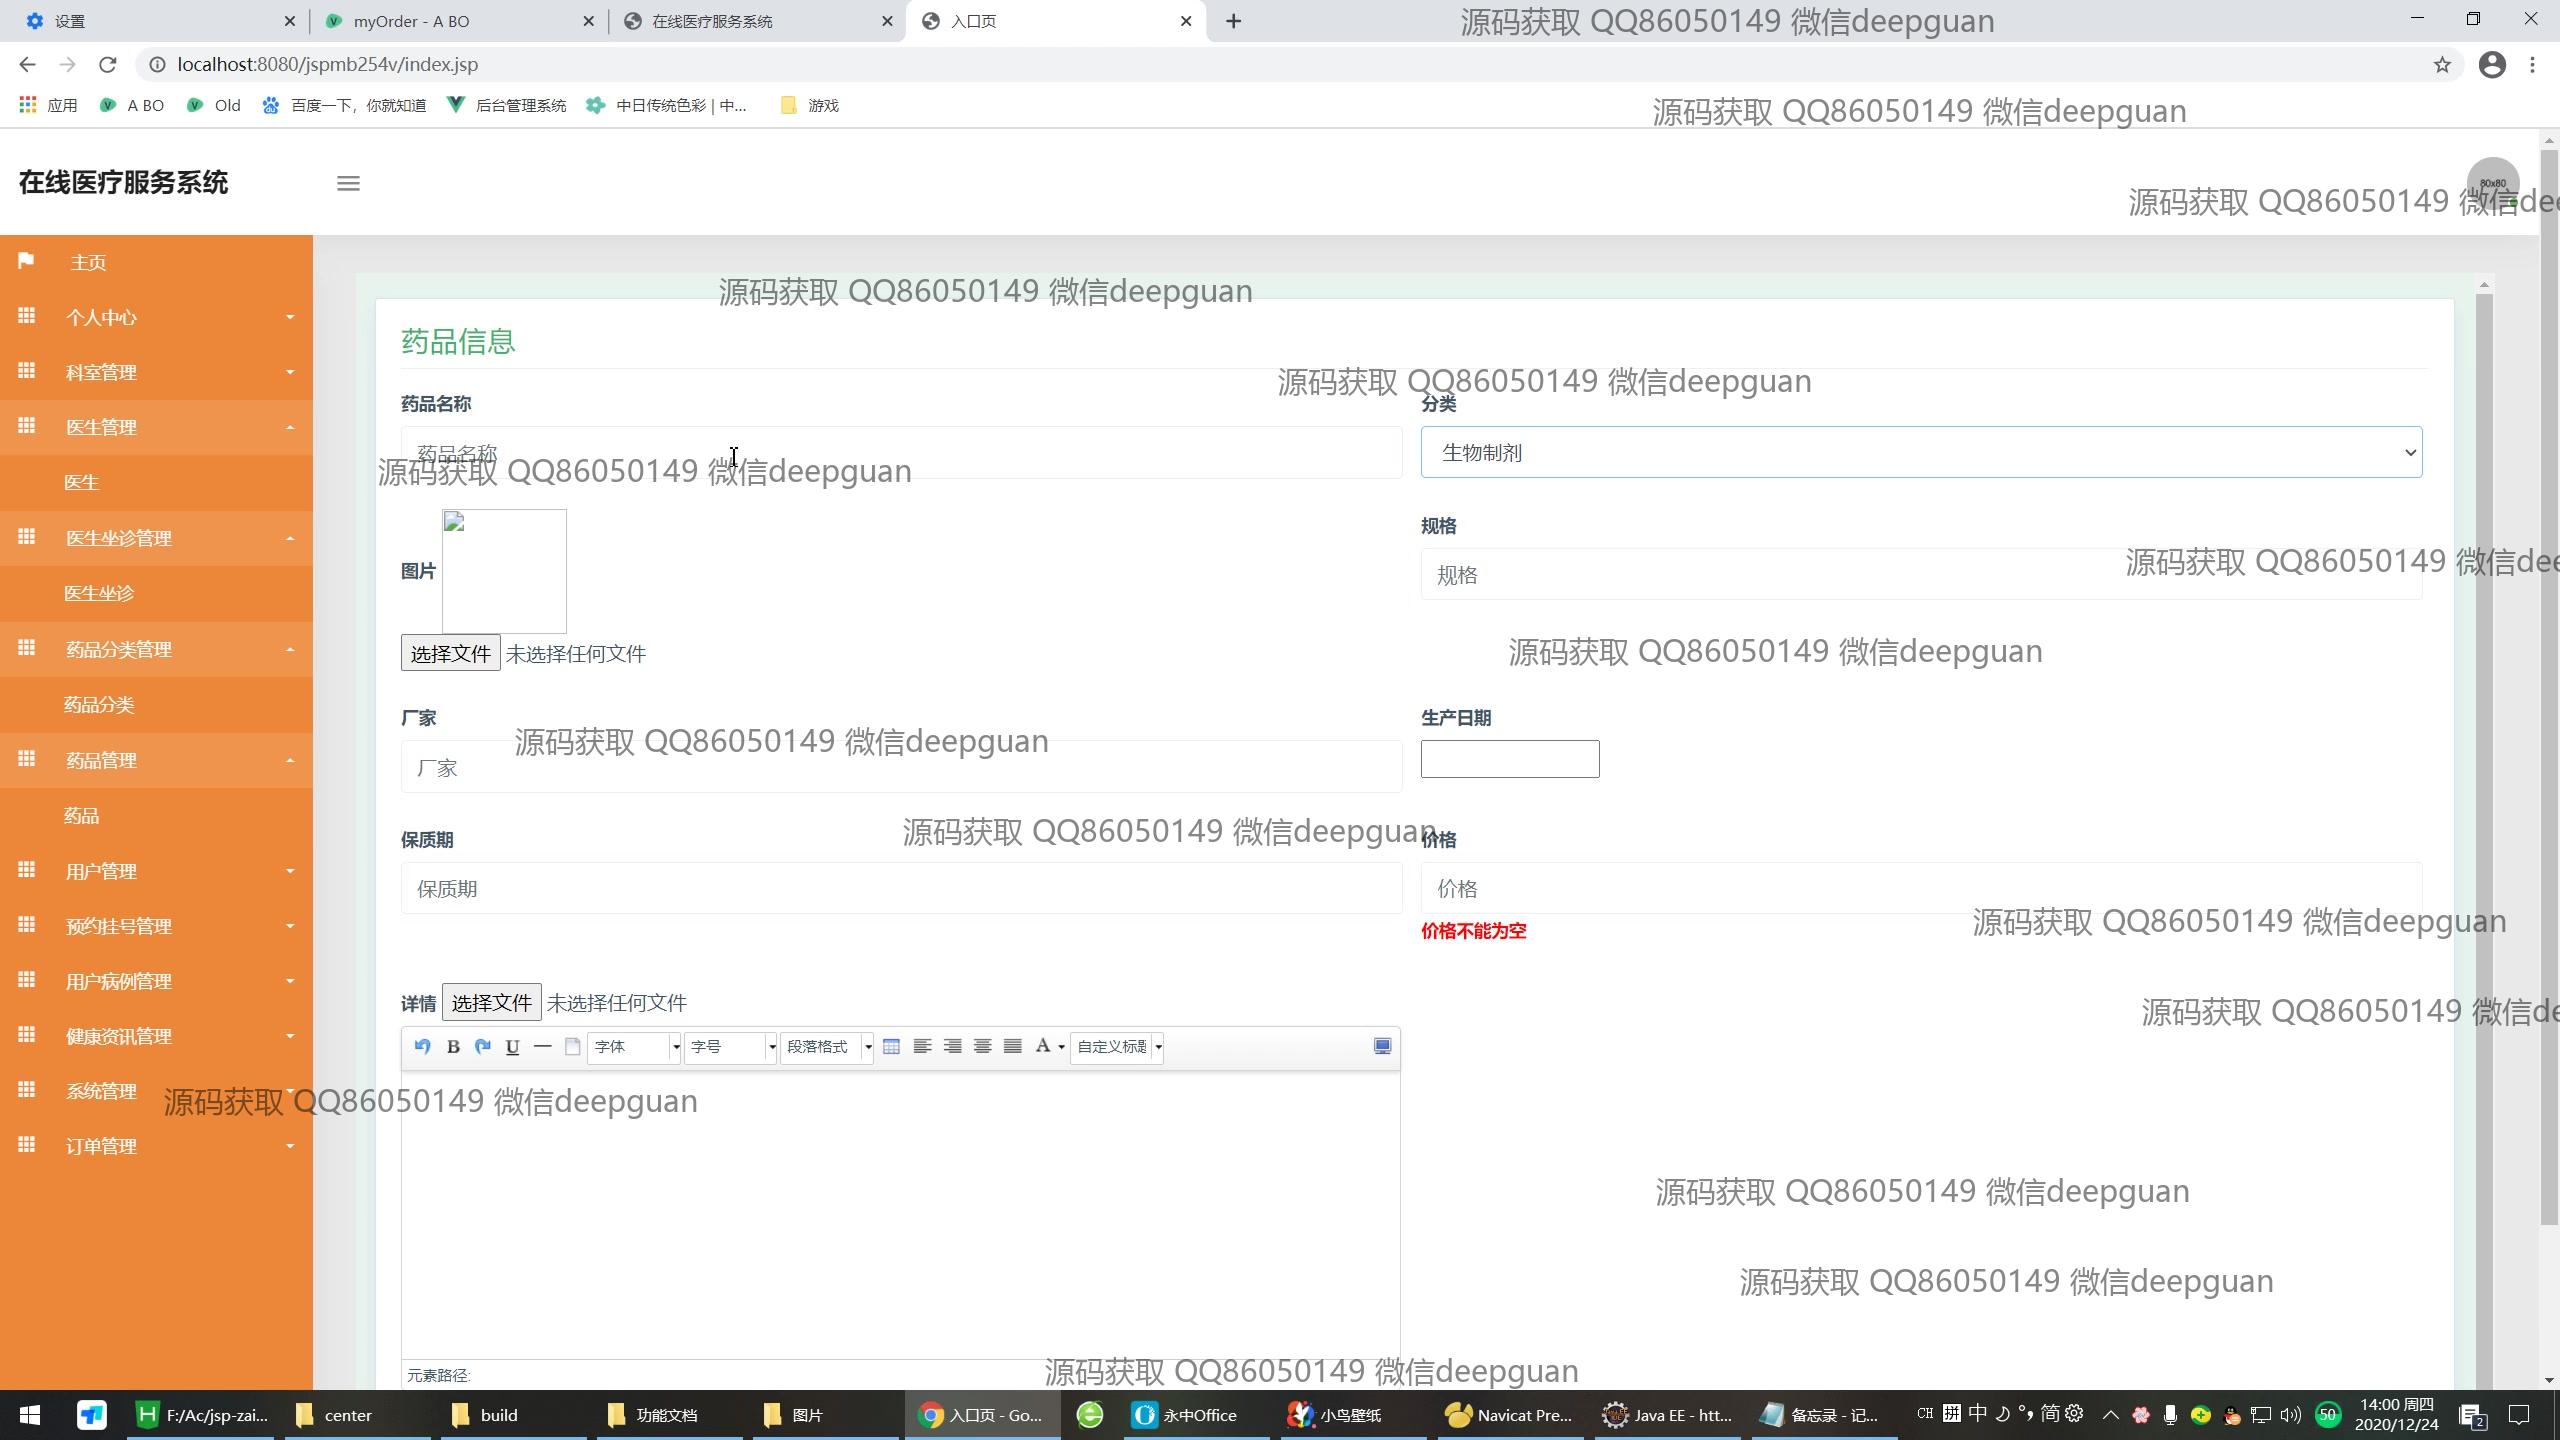 设置
myOrder - A BO
在线医疗服务系统
入口页
源码获取 QQ86050149 微信deepguan
localhost:8080/jspmb254v/index.jsp
应用
A BO
Old
百度一下，你就知道
后台管理系统
中日传统色彩 | 中...
游戏
源码获取 QQ86050149 微信deepguan
在线医疗服务系统
80x80
源码获取 QQ86050149 微信de
主页
源码获取 QQ86050149 微信deepguan
个人中心
药品信息
科室管理
源码获取 QQ86050149 微信deepguan
药品名称
分类
医生管理
药品名称
生物制剂
源码获取 QQ86050149 微信deepguan
医生
规格
医生坐诊管理
图片
规格
源码获取 QQ86050149 微信dee
医生坐诊
药品分类管理
选择文件 未选择任何文件
源码获取 QQ86050149 微信deepguan
药品分类
厂家
生产日期
源码获取 QQ86050149 微信deepguan
药品管理
厂家
药品
保质期
源码获取 QQ86050149 微信deepguan
价格
用户管理
保质期
价格
预约挂号管理
价格不能为空
源码获取 QQ86050149 微信deepguan
用户病例管理
详情 选择文件 未选择任何文件
源码获取 QQ86050149 微信de
健康资讯管理
B U 字体 字号 段落格式 A 自定义标题
系统管理
源码获取 QQ86050149 微信deepguan
订单管理
源码获取 QQ86050149 微信deepguan
源码获取 QQ86050149 微信deepguan
元素路径:
源码获取 QQ86050149 微信deepguan
F:/Ac/jsp-zai...
center
build
功能文档
图片
入口页 - Go...
永中Office
小鸟壁纸
Navicat Pre...
Java EE - htt...
备忘录 - 记...
CH 拼 中 简
50
14:00 周四
2020/12/24
2